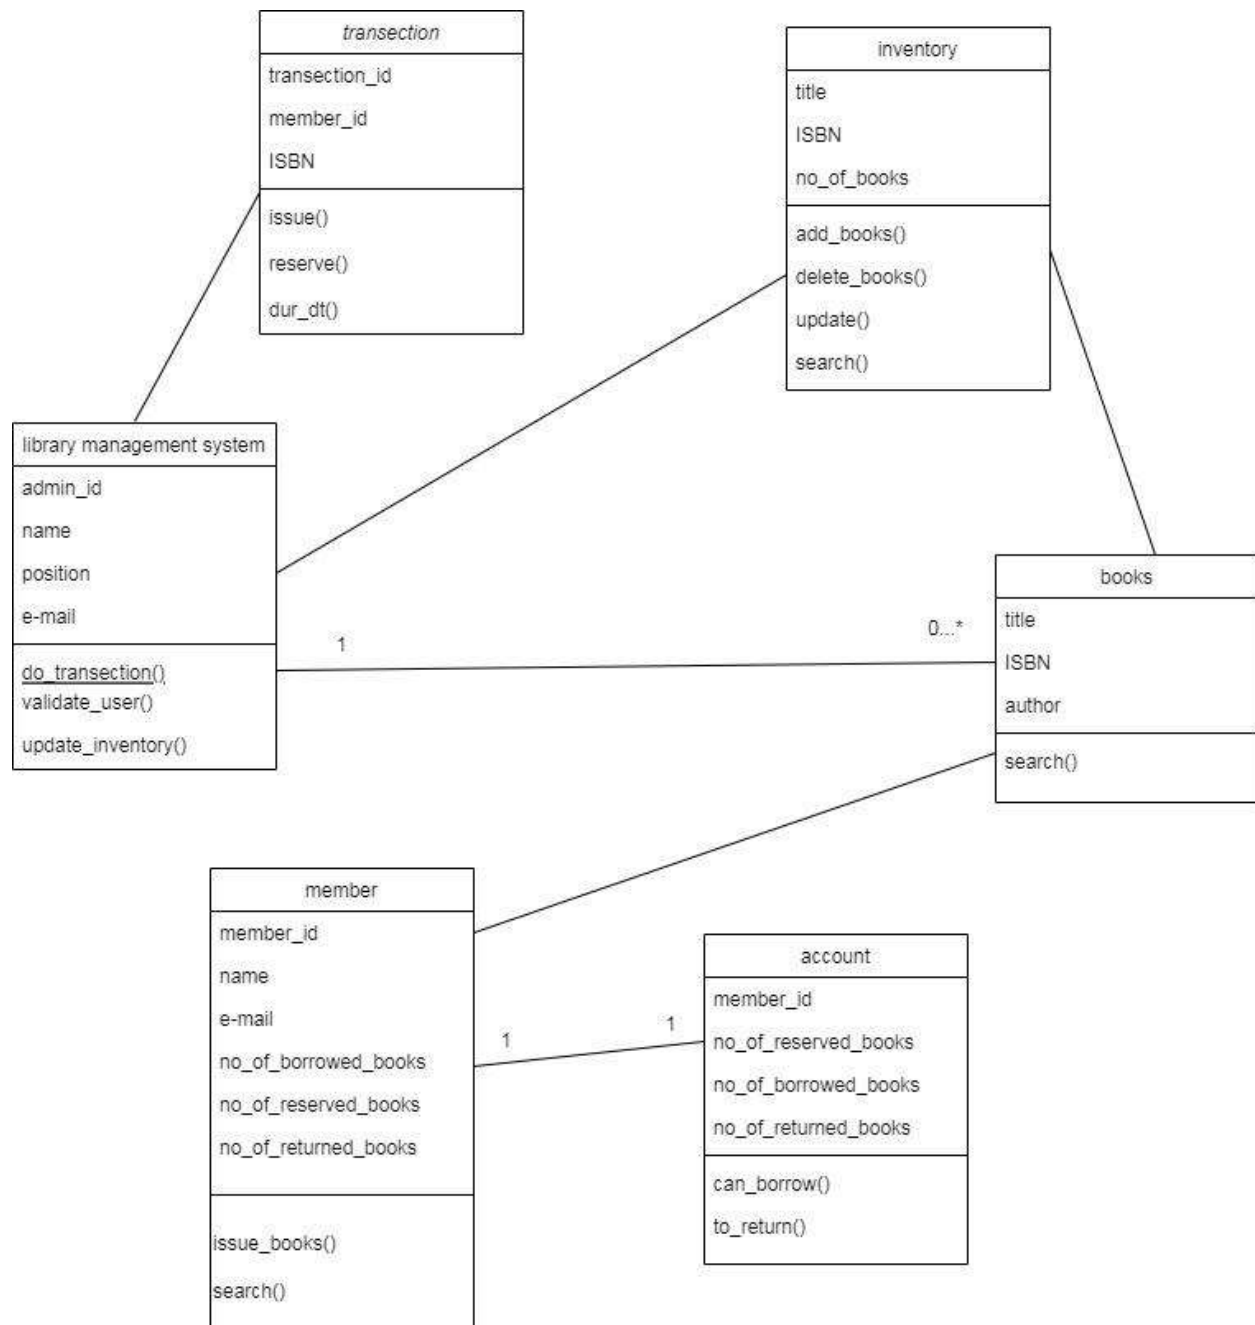 transection
transection_id
member_id
ISBN
issue()
reserve()
dur_dt()
inventory
title
ISBN
no_of_books
add_books()
delete_books()
update()
search()
library management system
admin_id
name
position
e-mail
do_transection()
validate_user()
update_inventory()
1
0...*
books
title
ISBN
author
search()
member
member_id
name
e-mail
no_of_borrowed_books
no_of_reserved_books
no_of_returned_books
issue_books()
search()
1
1
account
member_id
no_of_reserved_books
no_of_borrowed_books
no_of_returned_books
can_borrow()
to_return()